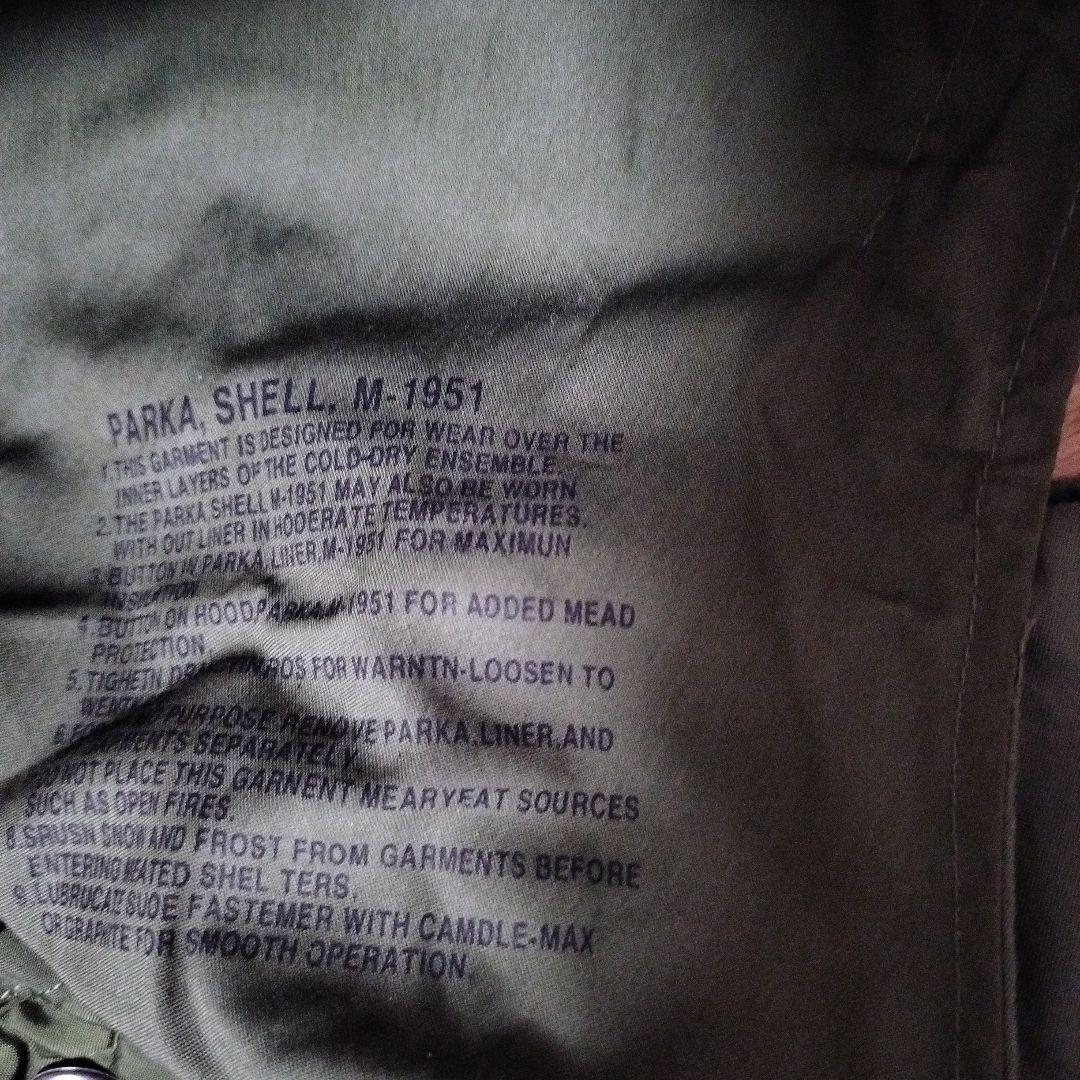 PARKA, SHELL, M-1951
1. THIS GARMENT IS DESIGNED FOR WEAR OVER THE
INNER LAYERS OF THE COLD-DRY ENSEMBLE.
2. THE PARKA SHELL M-1951 MAY ALSO BE WORN
WITH OUT LINER IN HODERATE TEMPERATURES.
3. BUTTON IN PARKA, LINER, M-1951 FOR MAXIMUN
4. BUTTON ON HOOD PARKA M-1951 FOR ADDED MEAD
PROTECTION.
5. TIGHETN FOR WARNTN-LOOSEN TO
6. PURPOSE RENOVE PARKA.LINER,AND
SEPARATELY.
NOT PLACE THIS GARNENT MEARYEAT SOURCES
SUCH AS OPEN FIRES.
8. SRUSN SNOW AND FROST FROM GARMENTS BEFORE
ENTERING MEATED SHEL TERS.
9. LUBRUCATE SUOE FASTEMER WITH CAMDLE-MAX
OR GRAPITE FOR SMOOTH OPERATION.